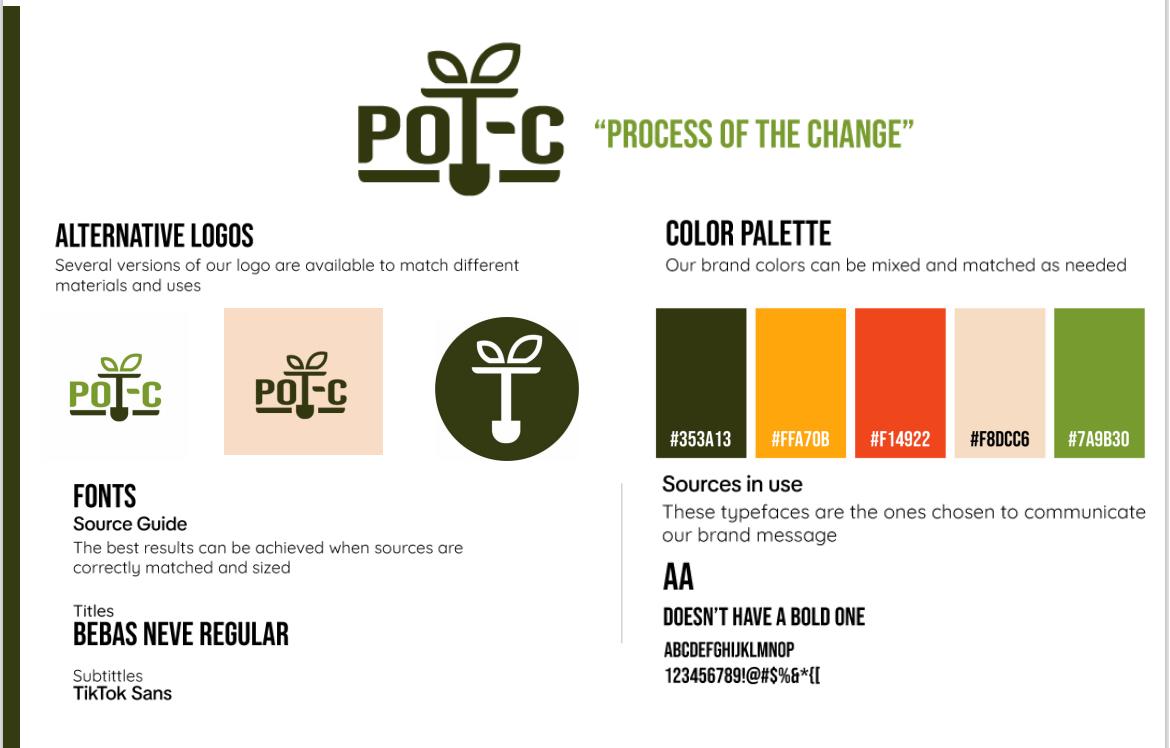 POT-C
“PROCESS OF THE CHANGE”
ALTERNATIVE LOGOS
Several versions of our logo are available to match different
materials and uses
POT-C
POT-C
COLOR PALETTE
Our brand colors can be mixed and matched as needed
#353A13
#FFA70B
#F14922
#F8DCC6
#7A9B30
FONTS
Source Guide
The best results can be achieved when sources are
correctly matched and sized
Titles
BEBAS NEVE REGULAR
Subtittles
TikTok Sans
Sources in use
These typefaces are the ones chosen to communicate
our brand message
AA
DOESN’T HAVE A BOLD ONE
ABCDEFGHIJKLMNOP
123456789!@#$%&*{[